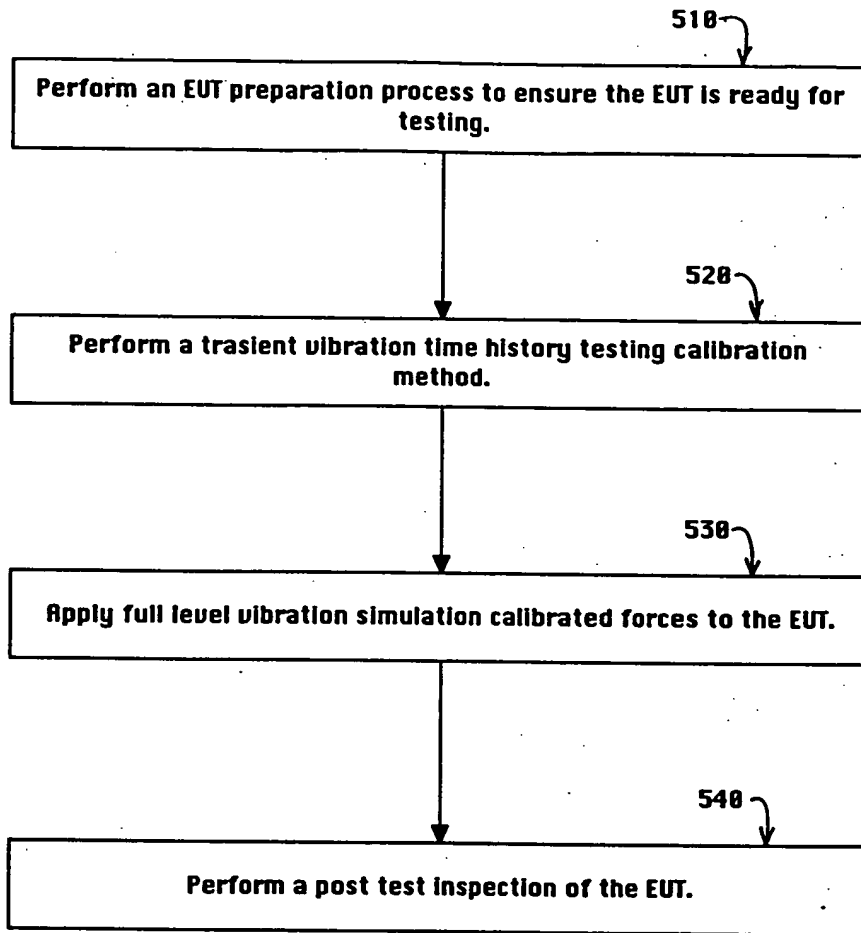 510
Perform an EUT preparation process to ensure the EUT is ready for
testing.
520
Perform a trasient vibration time history testing calibration
method.
530
Apply full level vibration simulation calibrated forces to the EUT.
540
Perform a post test inspection of the EUT.